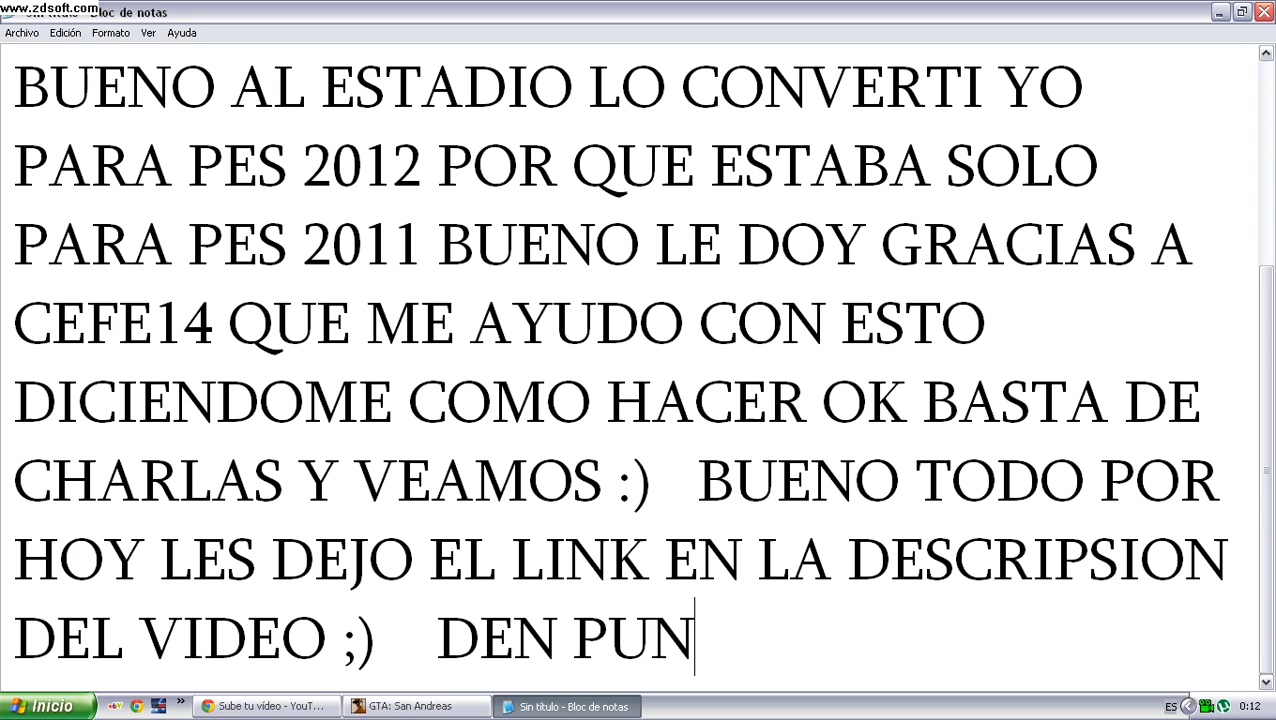 www.zdsoft.com
Bloc de notas
Archivo Edición Formato Ver Ayuda
BUENO AL ESTADIO LO CONVERTI YO
PARA PES 2012 POR QUE ESTABA SOLO
PARA PES 2011 BUENO LE DOY GRACIAS A
CEFE14 QUE ME AYUDO CON ESTO
DICIENDOME COMO HACER OK BASTA DE
CHARLAS Y VEAMOS :) BUENO TODO POR
HOY LES DEJO EL LINK EN LA DESCRIPSION
DEL VIDEO ;) DEN PUN
Inicio Sube tu vídeo - YouT... GTA: San Andreas Sin título - Bloc de notas ES 0:12